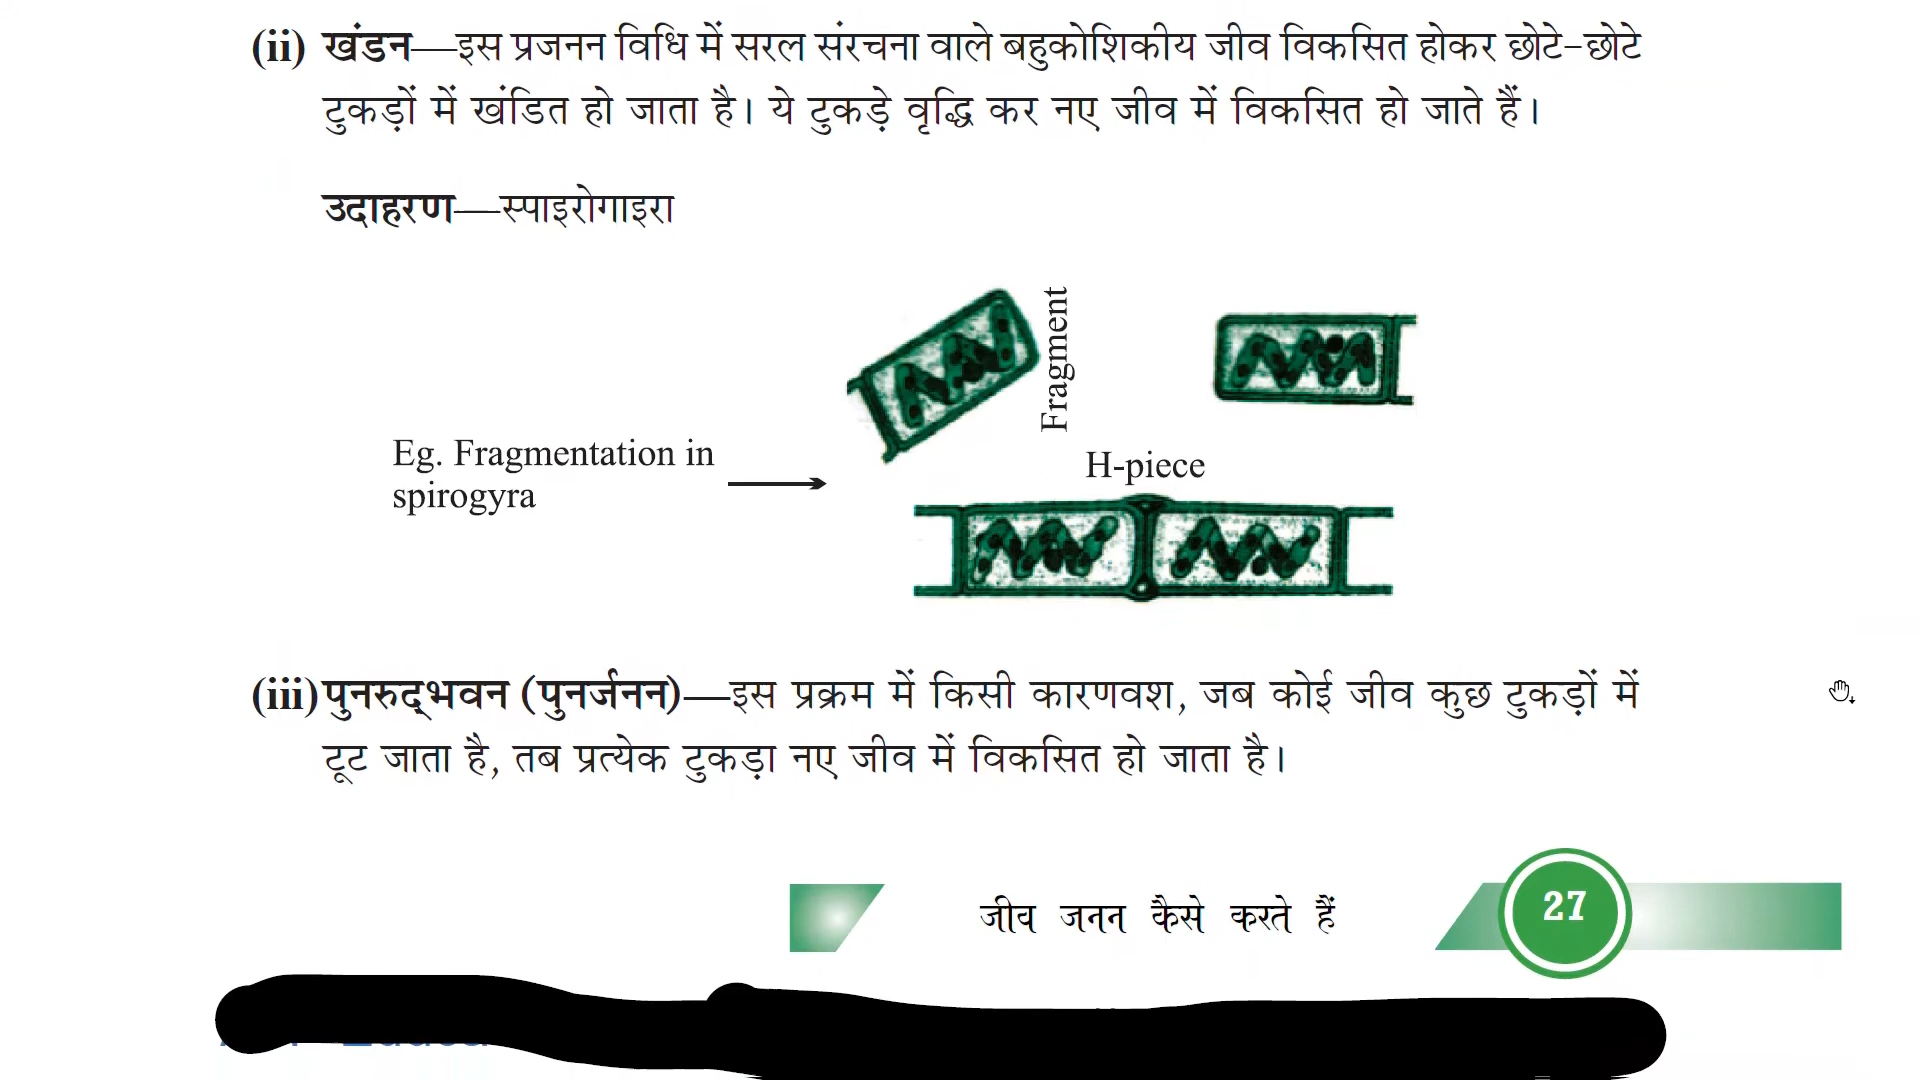 (ii) खंडन—इस प्रजनन विधि में सरल संरचना वाले बहुकोशिकीय जीव विकसित होकर छोटे-छोटे
टुकड़ों में खंडित हो जाता है। ये टुकड़े वृद्धि कर नए जीव में विकसित हो जाते हैं।
उदाहरण—स्पाइरोगाइरा
Fragment
Eg. Fragmentation in
spirogyra
H-piece
(iii) पुनरुद्‌भवन (पुनर्जनन)—इस प्रक्रम में किसी कारणवश, जब कोई जीव कुछ टुकड़ों में
टूट जाता है, तब प्रत्येक टुकड़ा नए जीव में विकसित हो जाता है।
जीव जनन कैसे करते हैं
27